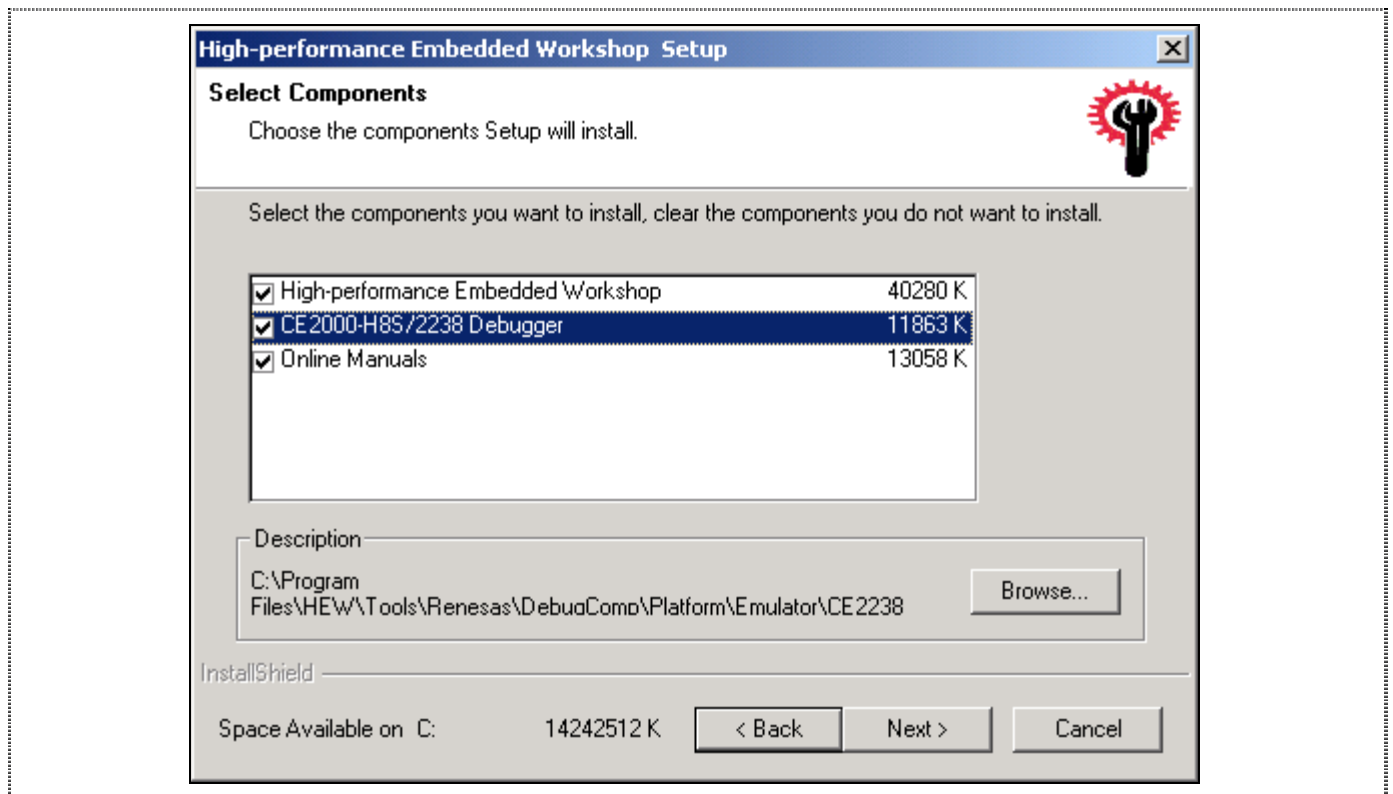 High-performance Embedded Workshop Setup
Select Components
Choose the components Setup will install.
Select the components you want to install, clear the components you do not want to install.
High-performance Embedded Workshop 40280 K
CE2000-H8S/2238 Debugger 11863 K
Online Manuals 13058 K
Description
C:\Program
Files\HEW\Tools\Renesas\DebugComp\Platform\Emulator\CE2238
Browse...
InstallShield
Space Available on C: 14242512 K < Back Next > Cancel